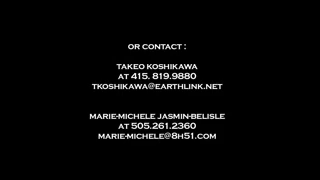 OR CONTACT :
TAKEO KOSHIKAWA
AT 415. 819.9880
TKOSHIKAWA@EARTHLINK.NET
MARIE-MICHELE JASMIN-BELISLE
AT 505.261.2360
MARIE-MICHELE@8H51.COM